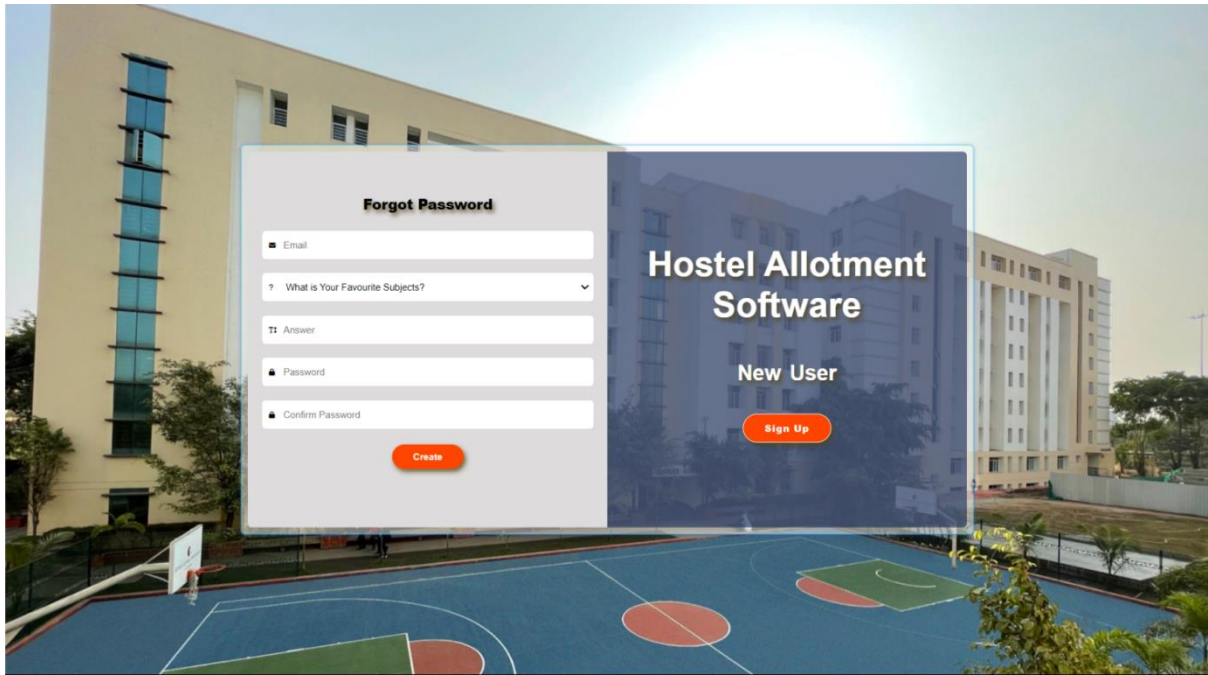 Forgot Password
Email
? What is Your Favourite Subjects?
Answer
Password
Confirm Password
Create
Hostel Allotment
Software
New User
Sign Up